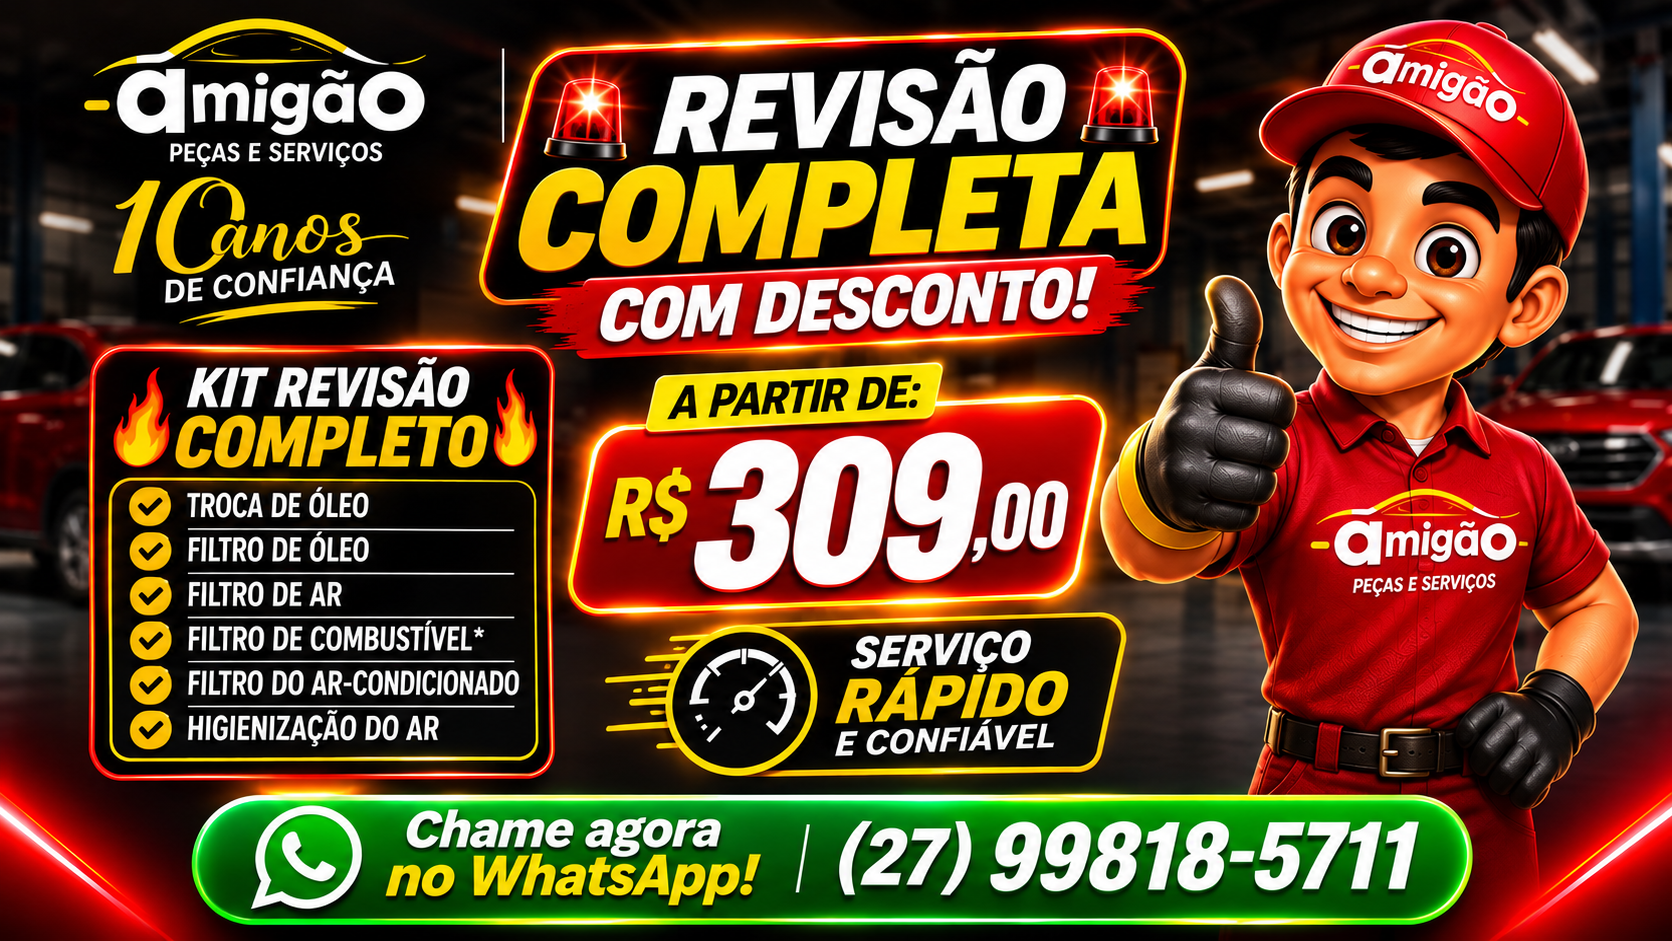 amigão
PEÇAS E SERVIÇOS
10 anos
DE CONFIANÇA
REVISÃO
COMPLETA
COM DESCONTO!
KIT REVISÃO
COMPLETO
TROCA DE ÓLEO
FILTRO DE ÓLEO
FILTRO DE AR
FILTRO DE COMBUSTÍVEL*
FILTRO DO AR-CONDICIONADO
HIGIENIZAÇÃO DO AR
A PARTIR DE:
R$ 309,00
SERVIÇO
RÁPIDO
E CONFIÁVEL
amigão
amigão
PEÇAS E SERVIÇOS
Chame agora
no WhatsApp!
(27) 99818-5711